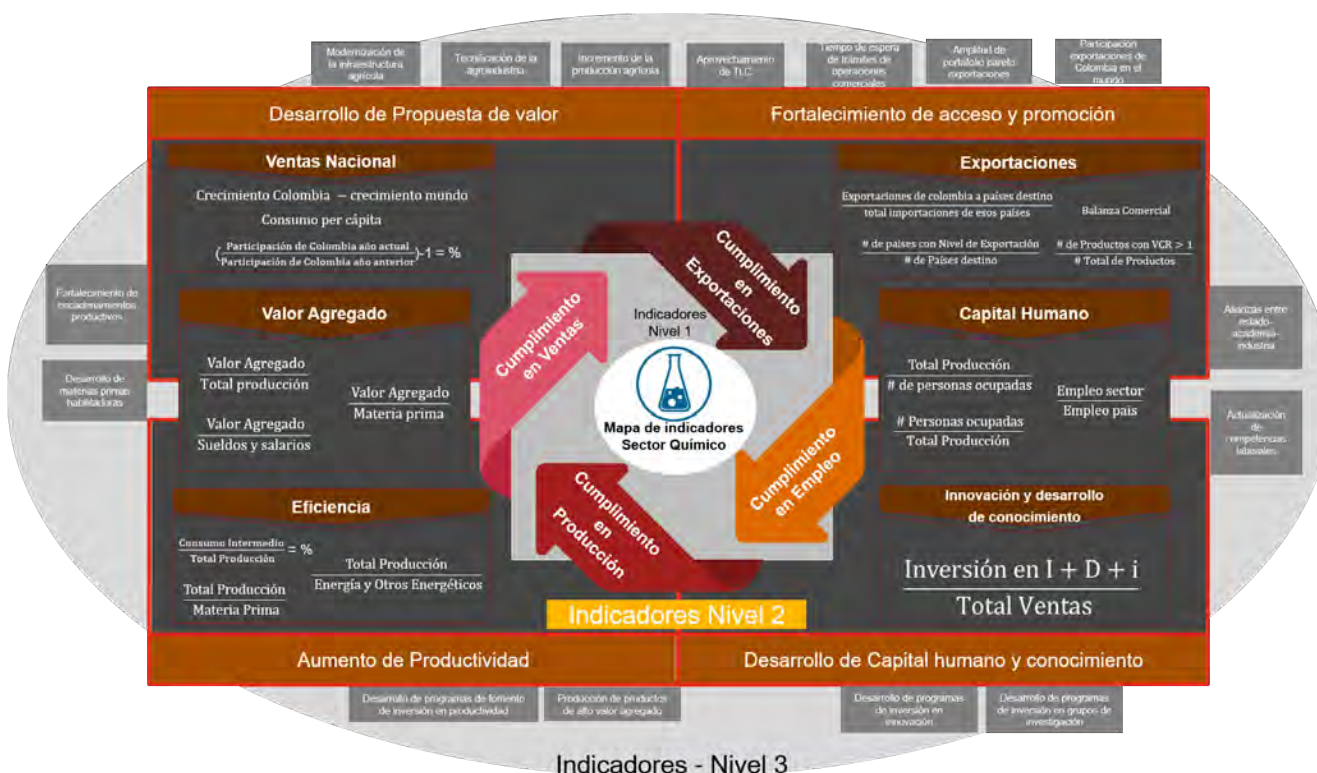 Modernización de
la infraestructura
agrícola
Tecnificación de la
agroindustria
Incremento de la
producción agrícola
Aprovechamiento
de TLC
Tiempo de espera
de trámites de
operaciones
comerciales
Amplitud de
portafolio pareto
exportaciones
Participación
exportaciones de
Colombia en el
mundo
Desarrollo de Propuesta de valor
Fortalecimiento de acceso y promoción
Ventas Nacional
Crecimiento Colombia − crecimiento mundo
Consumo per cápita
(Participación de Colombia año actual
Participación de Colombia año anterior)-1 = %
Exportaciones
Exportaciones de colombia a países destino
total importaciones de esos países
Balanza Comercial
# de países con Nivel de Exportación
# de Países destino
# de Productos con VCR > 1
# Total de Productos
Fortalecimiento de
encadenamientos
productivos
Desarrollo de
materias primas
habilitadoras
Valor Agregado
Valor Agregado
Total producción
Valor Agregado
Materia prima
Valor Agregado
Sueldos y salarios
Cumplimiento
en Ventas
Cumplimiento
en
Exportaciones
Indicadores
Nivel 1
Mapa de indicadores
Sector Químico
Cumplimiento
en Empleo
Cumplimiento
en
Producción
Capital Humano
Total Producción
# de personas ocupadas
Empleo sector
Empleo país
# Personas ocupadas
Total Producción
Alianzas entre
estado-
academia-
industria
Actualización
de
competencias
laborales
Eficiencia
Consumo Intermedio
Total Producción
= %
Total Producción
Energía y Otros Energéticos
Total Producción
Materia Prima
Innovación y desarrollo
de conocimiento
Inversión en I + D + i
Total Ventas
Indicadores Nivel 2
Aumento de Productividad
Desarrollo de Capital humano y conocimiento
Desarrollo de programas de fomento
de inversión en productividad
Producción de productos
de alto valor agregado
Desarrollo de programas
de inversión en
innovación
Desarrollo de programas
de inversión en grupos de
investigación
Indicadores - Nivel 3